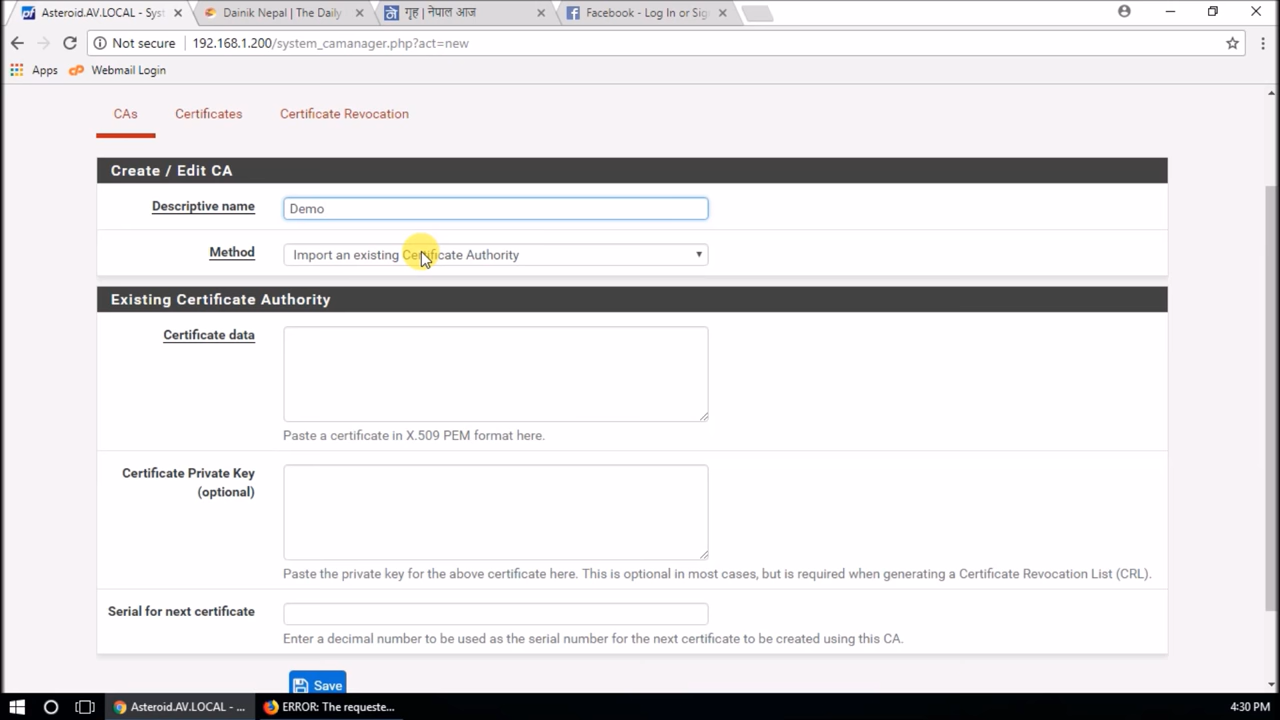 Asteroid.AV.LOCAL - Syst
Dainik Nepal | The Daily
गृह | नेपाल आज
Facebook - Log In or Sig
Not secure
192.168.1.200/system_camanager.php?act=new
Apps
Webmail Login
CAs
Certificates
Certificate Revocation
Create / Edit CA
Descriptive name
Demo
Method
Import an existing Certificate Authority
Existing Certificate Authority
Certificate data
Paste a certificate in X.509 PEM format here.
Certificate Private Key
(optional)
Paste the private key for the above certificate here. This is optional in most cases, but is required when generating a Certificate Revocation List (CRL).
Serial for next certificate
Enter a decimal number to be used as the serial number for the next certificate to be created using this CA.
Save
Asteroid.AV.LOCAL - ...
ERROR: The requeste...
4:30 PM